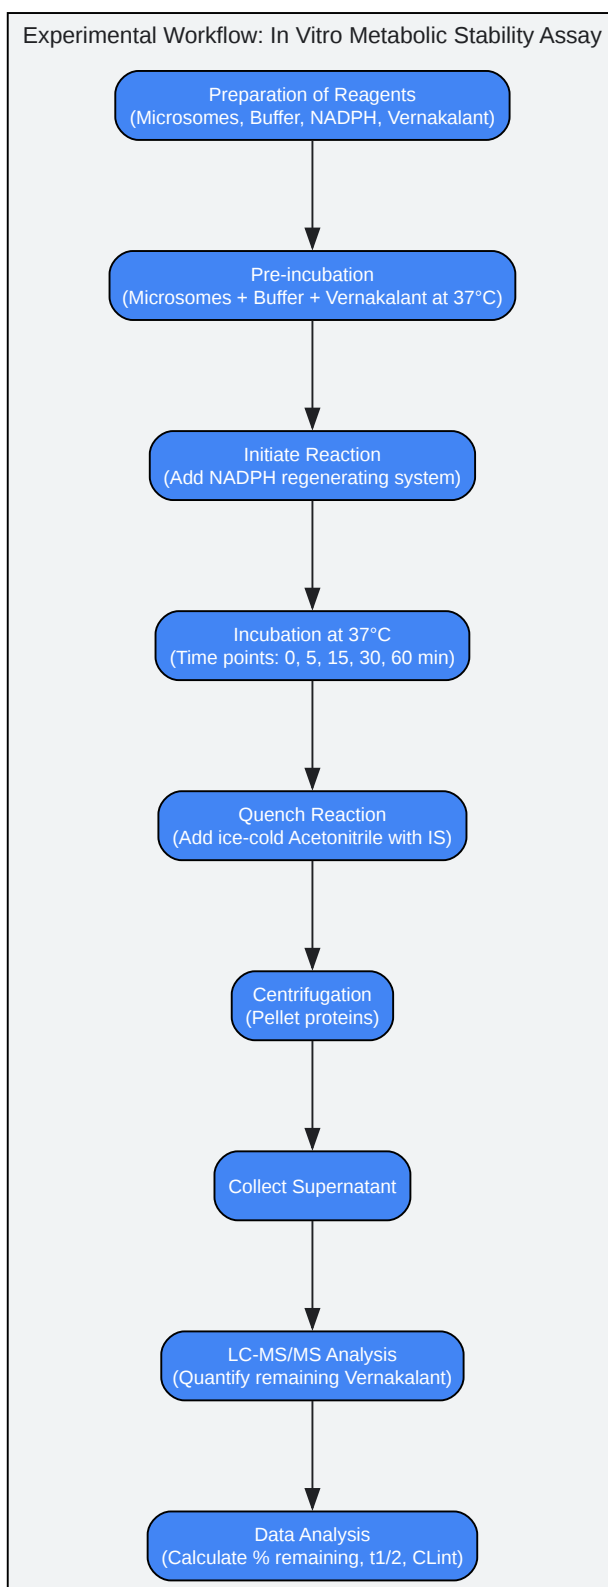 Experimental Workflow: In Vitro Metabolic Stability Assay
Preparation of Reagents
(Microsomes, Buffer, NADPH, Vernakalant)
Pre-incubation
(Microsomes + Buffer + Vernakalant at 37°C)
Initiate Reaction
(Add NADPH regenerating system)
Incubation at 37°C
(Time points: 0, 5, 15, 30, 60 min)
Quench Reaction
(Add ice-cold Acetonitrile with IS)
Centrifugation
(Pellet proteins)
Collect Supernatant
LC-MS/MS Analysis
(Quantify remaining Vernakalant)
Data Analysis
(Calculate % remaining, t1/2, CLint)